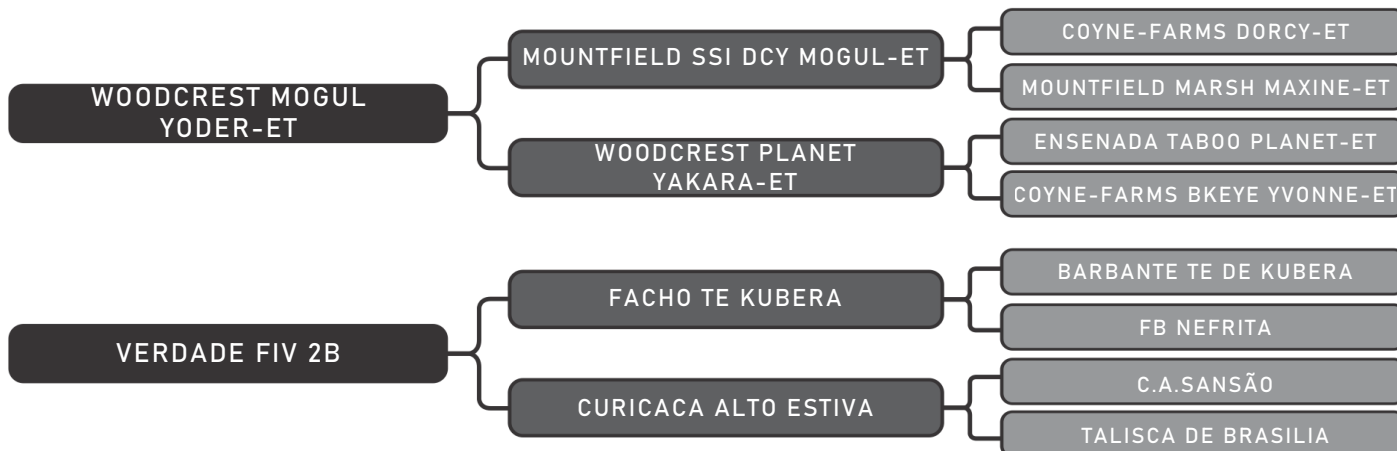 WOODCREST MOGUL
YODER-ET
MOUNTFIELD SSI DCY MOGUL-ET
COYNE-FARMS DORCY-ET
MOUNTFIELD MARSH MAXINE-ET
WOODCREST PLANET
YAKARA-ET
ENSENADA TABOO PLANET-ET
COYNE-FARMS BKEYE YVONNE-ET
VERDADE FIV 2B
FACHO TE KUBERA
BARBANTE TE DE KUBERA
FB NEFRITA
CURICACA ALTO ESTIVA
C.A.SANSÃO
TALISCA DE BRASILIA